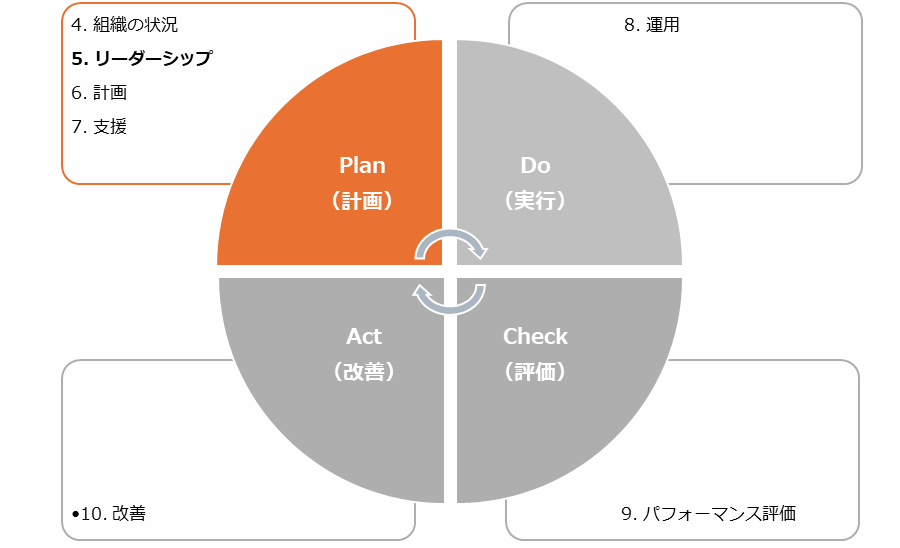 4. 組織の状況
5. リーダーシップ
6. 計画
7. 支援
8. 運用
Plan
（計画）
Do
（実行）
Act
（改善）
Check
（評価）
•10. 改善
9. パフォーマンス評価